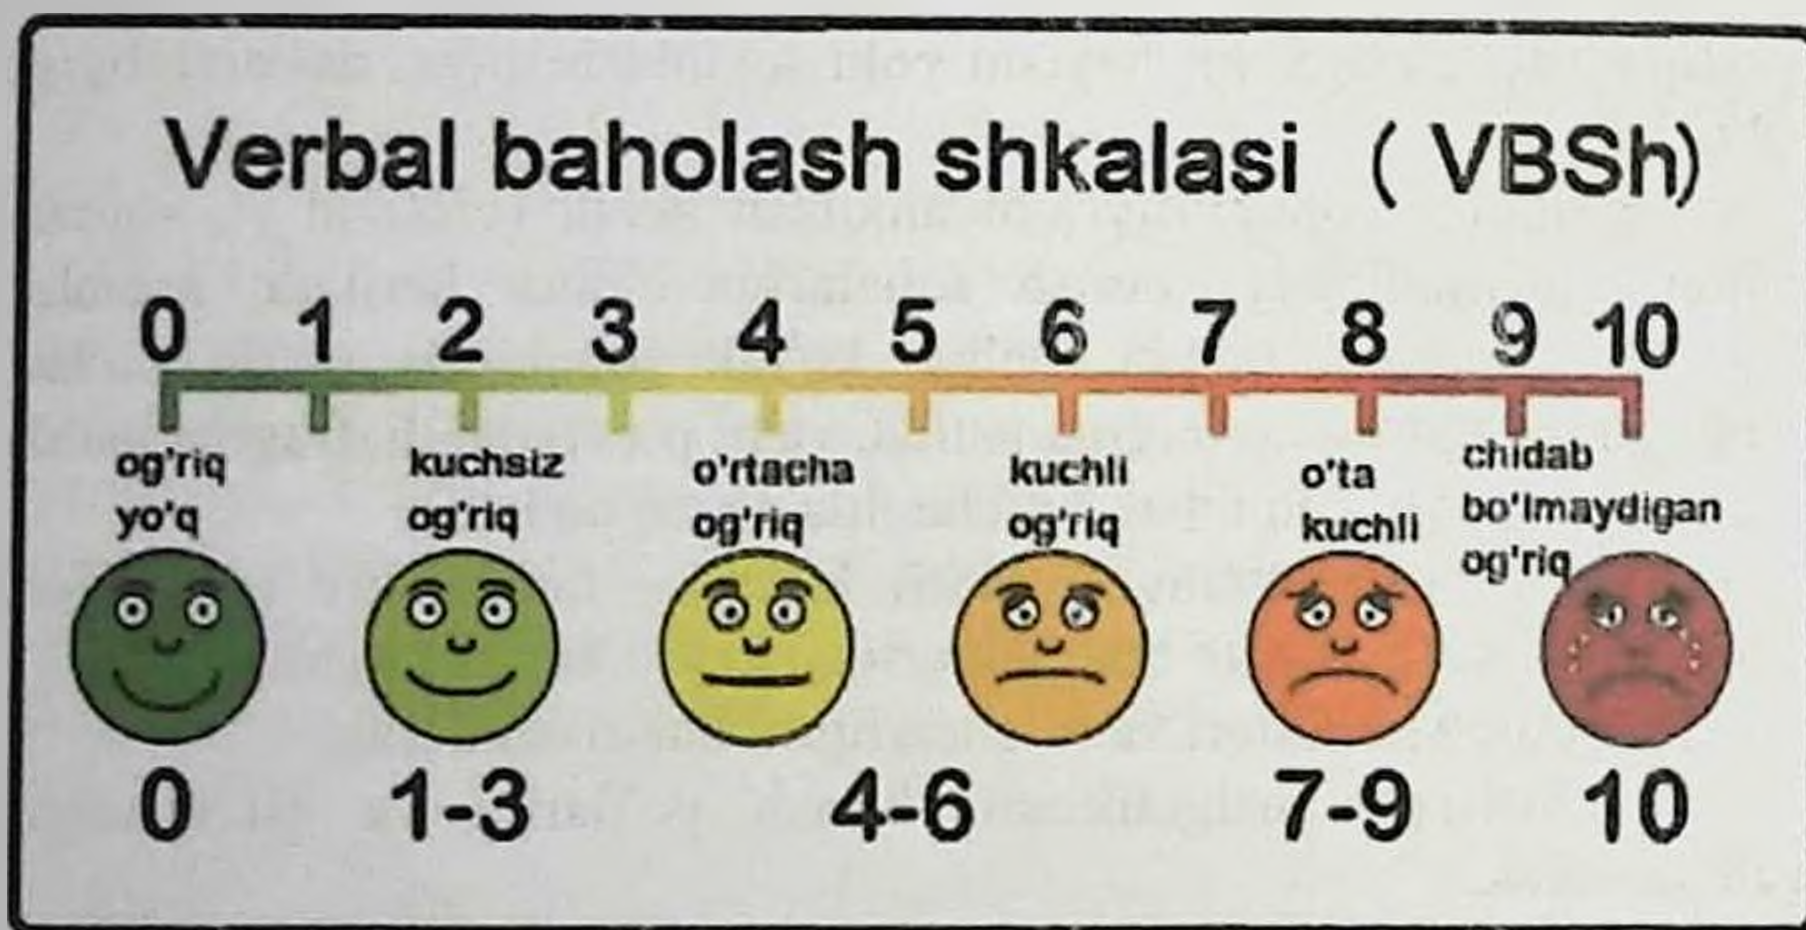 Verbal baholash shkalasi ( VBSh)
0 1 2 3 4 5 6 7 8 9 10
og'riq
yo'q
kuchsiz
og'riq
o'rtacha
og'riq
kuchli
og'riq
o'ta
kuchli
chidab
bo'lmaydigan
og'riq
0 1-3 4-6 7-9 10